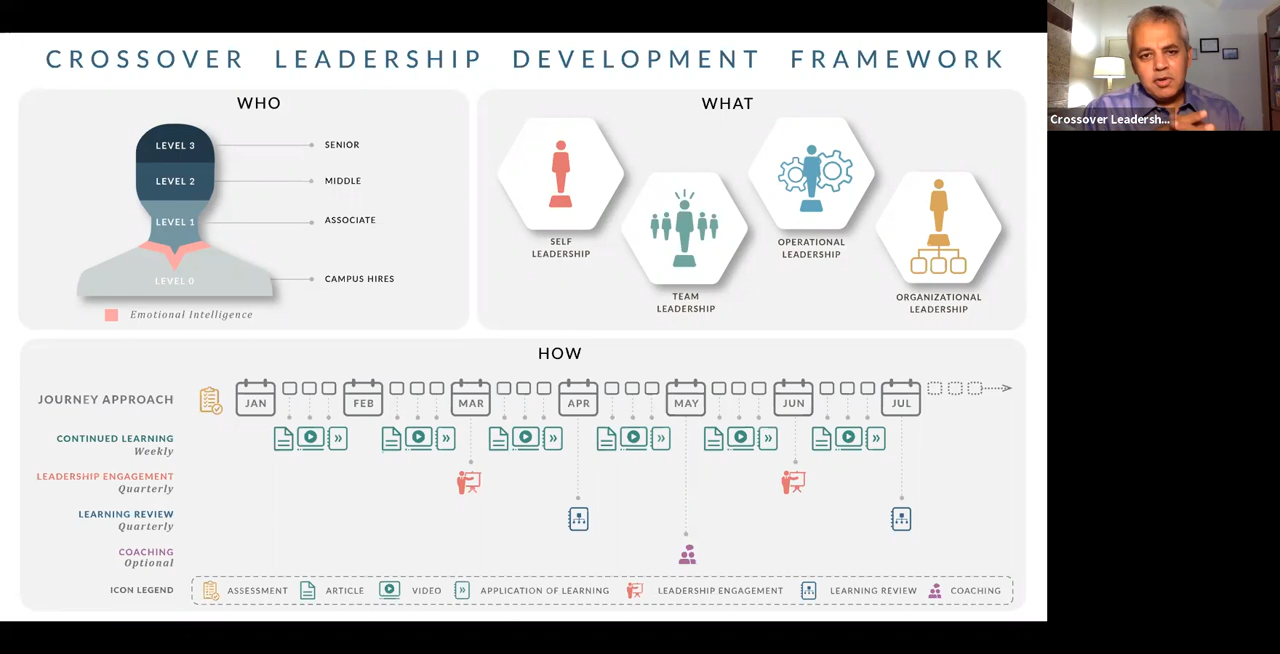 CROSSOVER LEADERSHIP DEVELOPMENT FRAMEWORK
Crossover Leadersh...
WHO
LEVEL 3
SENIOR
LEVEL 2
MIDDLE
LEVEL 1
ASSOCIATE
LEVEL 0
CAMPUS HIRES
Emotional Intelligence
WHAT
SELF
LEADERSHIP
TEAM
LEADERSHIP
OPERATIONAL
LEADERSHIP
ORGANIZATIONAL
LEADERSHIP
HOW
JOURNEY APPROACH
JAN FEB MAR APR MAY JUN JUL
CONTINUED LEARNING
Weekly
LEADERSHIP ENGAGEMENT
Quarterly
LEARNING REVIEW
Quarterly
COACHING
Optional
ICON LEGEND ASSESSMENT ARTICLE VIDEO APPLICATION OF LEARNING LEADERSHIP ENGAGEMENT LEARNING REVIEW COACHING